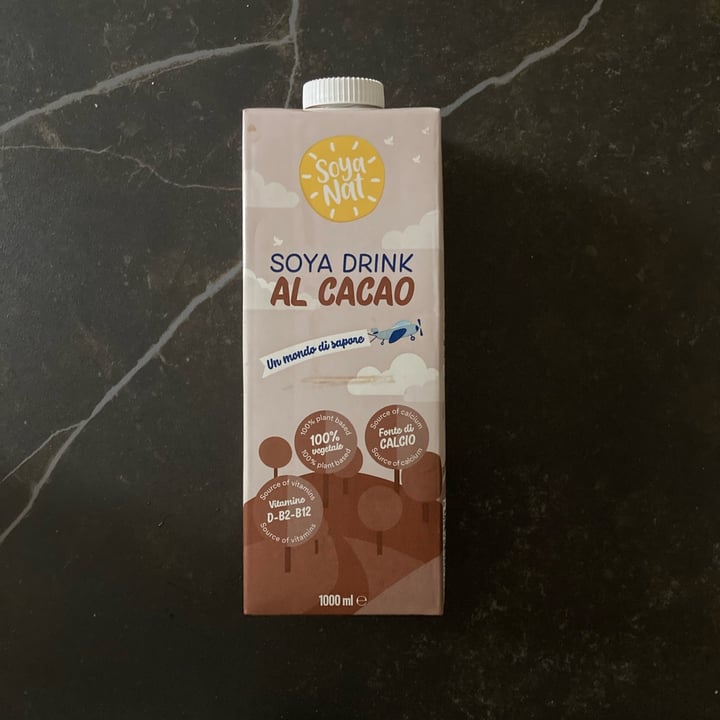 Soya
Nat
SOYA DRINK
AL CACAO
Un mondo di sapore
100% plant based
100%
vegetale
100% plant based
Source of calcium
Fonte di
CALCIO
Source of calcium
Source of vitamins
Vitamine
D-B2-B12
Source of vitamins
1000 ml ℮